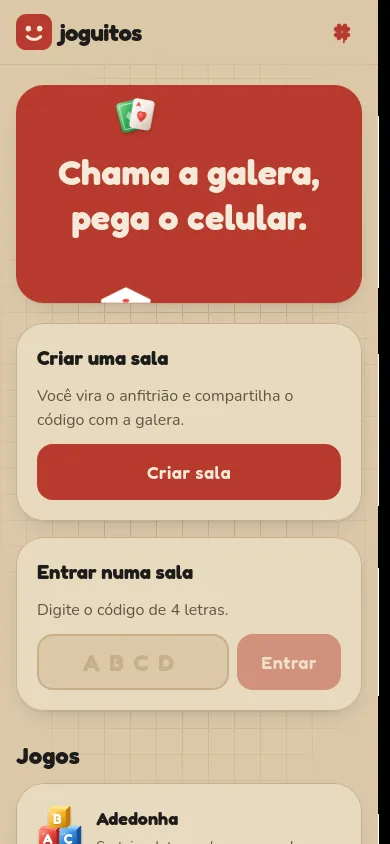 joguitos
Chama a galera,
pega o celular.
Criar uma sala
Você vira o anfitrião e compartilha o
código com a galera.
Criar sala
Entrar numa sala
Digite o código de 4 letras.
A B C D
Entrar
Jogos
B
A C
Adedonha